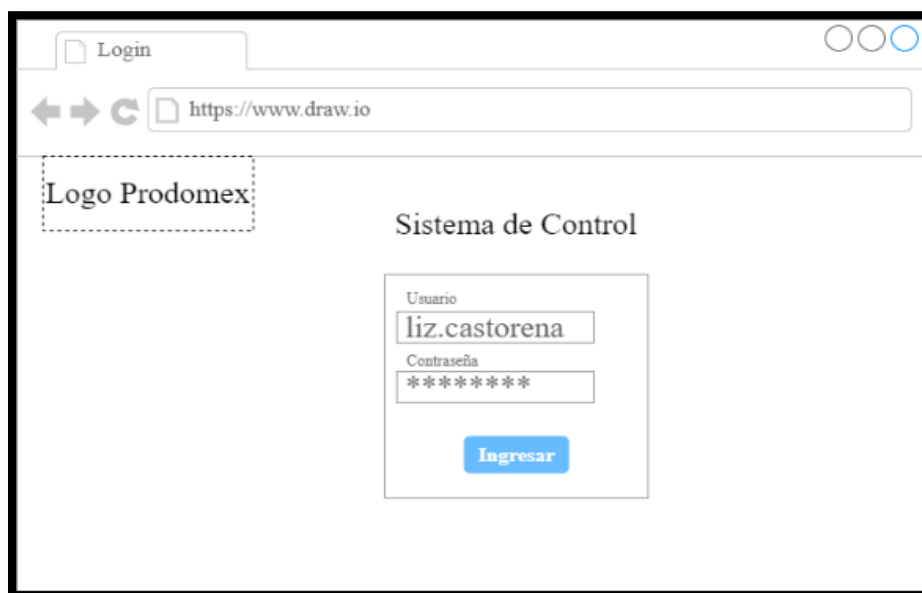 Login
https://www.draw.io
Logo Prodomex
Sistema de Control
Usuario
liz.castorena
Contraseña
********
Ingresar